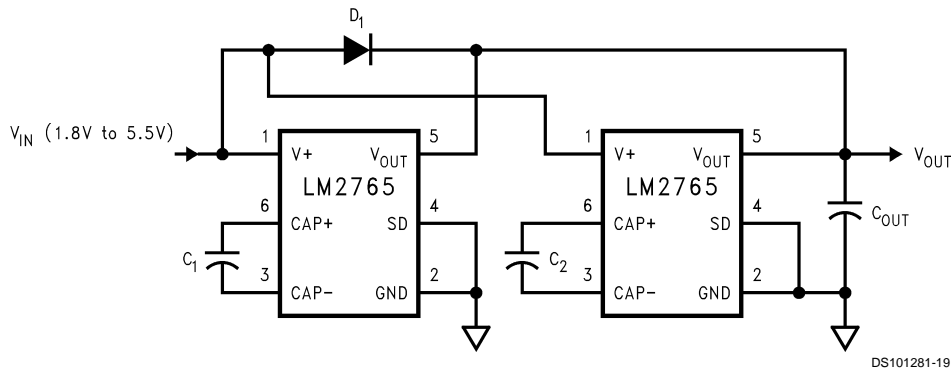 D1
VIN (1.8V to 5.5V)
1
V+
VOUT
5
LM2765
6
CAP+
SD
4
C1
3
CAP-
GND
2
1
V+
VOUT
5
LM2765
6
CAP+
SD
4
C2
3
CAP-
GND
2
VOUT
COUT
DS101281-19